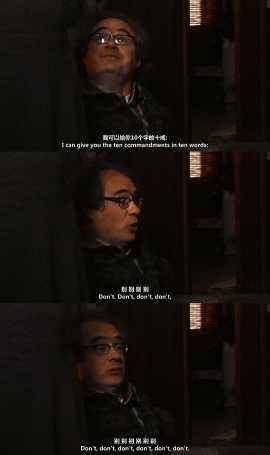 我可以给你10个字的十戒:
I can give you the ten commandments in ten words:
别 别 别 别
Don't. Don't, don't, don't,
别 别 别 别 别 别
Don't, don't, don't, don't, don't, don't.